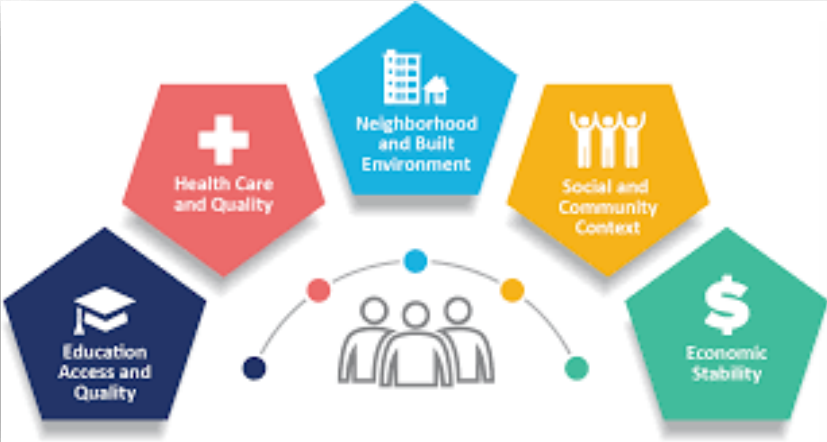 Neighborhood
and Built
Environment
Health Care
and Quality
Social and
Community
Context
Education
Access and
Quality
$
Economic
Stability